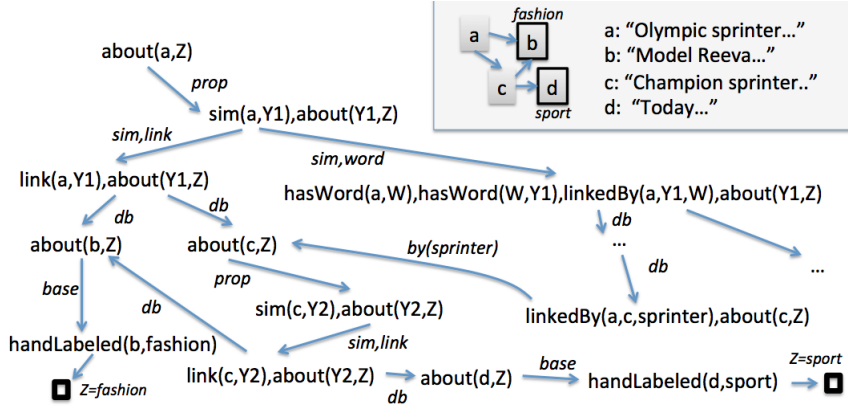 fashion
a
b
c
d
sport
a: “Olympic sprinter…”
b: “Model Reeva…”
c: “Champion sprinter..”
d: “Today…”
about(a,Z)
prop
sim(a,Y1),about(Y1,Z)
sim,link
sim,word
link(a,Y1),about(Y1,Z)
hasWord(a,W),hasWord(W,Y1),linkedBy(a,Y1,W),about(Y1,Z)
db
db
db
about(b,Z)
about(c,Z)
by(sprinter)
...
db
...
base
prop
db
sim(c,Y2),about(Y2,Z)
linkedBy(a,c,sprinter),about(c,Z)
handLabeled(b,fashion)
sim,link
Z=fashion
link(c,Y2),about(Y2,Z)
db
about(d,Z)
base
handLabeled(d,sport)
Z=sport